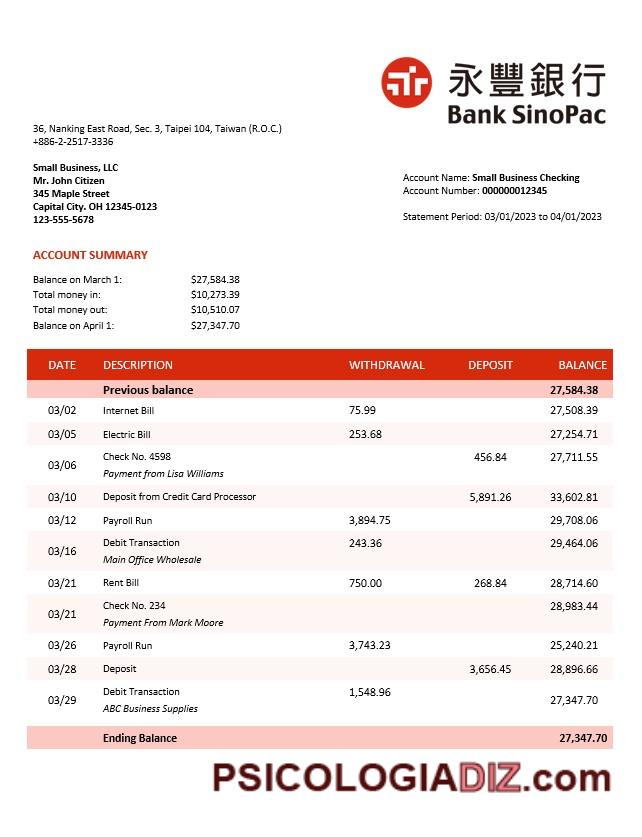 永豐銀行
Bank SinoPac
36, Nanking East Road, Sec. 3, Taipei 104, Taiwan (R.O.C.)
+886-2-2517-3336
Small Business, LLC
Mr. John Citizen
345 Maple Street
Capital City. OH 12345-0123
123-555-5678
Account Name: Small Business Checking
Account Number: 000000012345
Statement Period: 03/01/2023 to 04/01/2023
ACCOUNT SUMMARY
Balance on March 1: $27,584.38
Total money in: $10,273.39
Total money out: $10,510.07
Balance on April 1: $27,347.70
DATE DESCRIPTION WITHDRAWAL DEPOSIT BALANCE
Previous balance 27,584.38
03/02 Internet Bill 75.99 27,508.39
03/05 Electric Bill 253.68 27,254.71
03/06 Check No. 4598 456.84 27,711.55
Payment from Lisa Williams
03/10 Deposit from Credit Card Processor 5,891.26 33,602.81
03/12 Payroll Run 3,894.75 29,708.06
03/16 Debit Transaction 243.36 29,464.06
Main Office Wholesale
03/21 Rent Bill 750.00 268.84 28,714.60
03/21 Check No. 234 28,983.44
Payment From Mark Moore
03/26 Payroll Run 3,743.23 25,240.21
03/28 Deposit 3,656.45 28,896.66
03/29 Debit Transaction 1,548.96 27,347.70
ABC Business Supplies
Ending Balance 27,347.70
PSICOLOGIADIZ.com